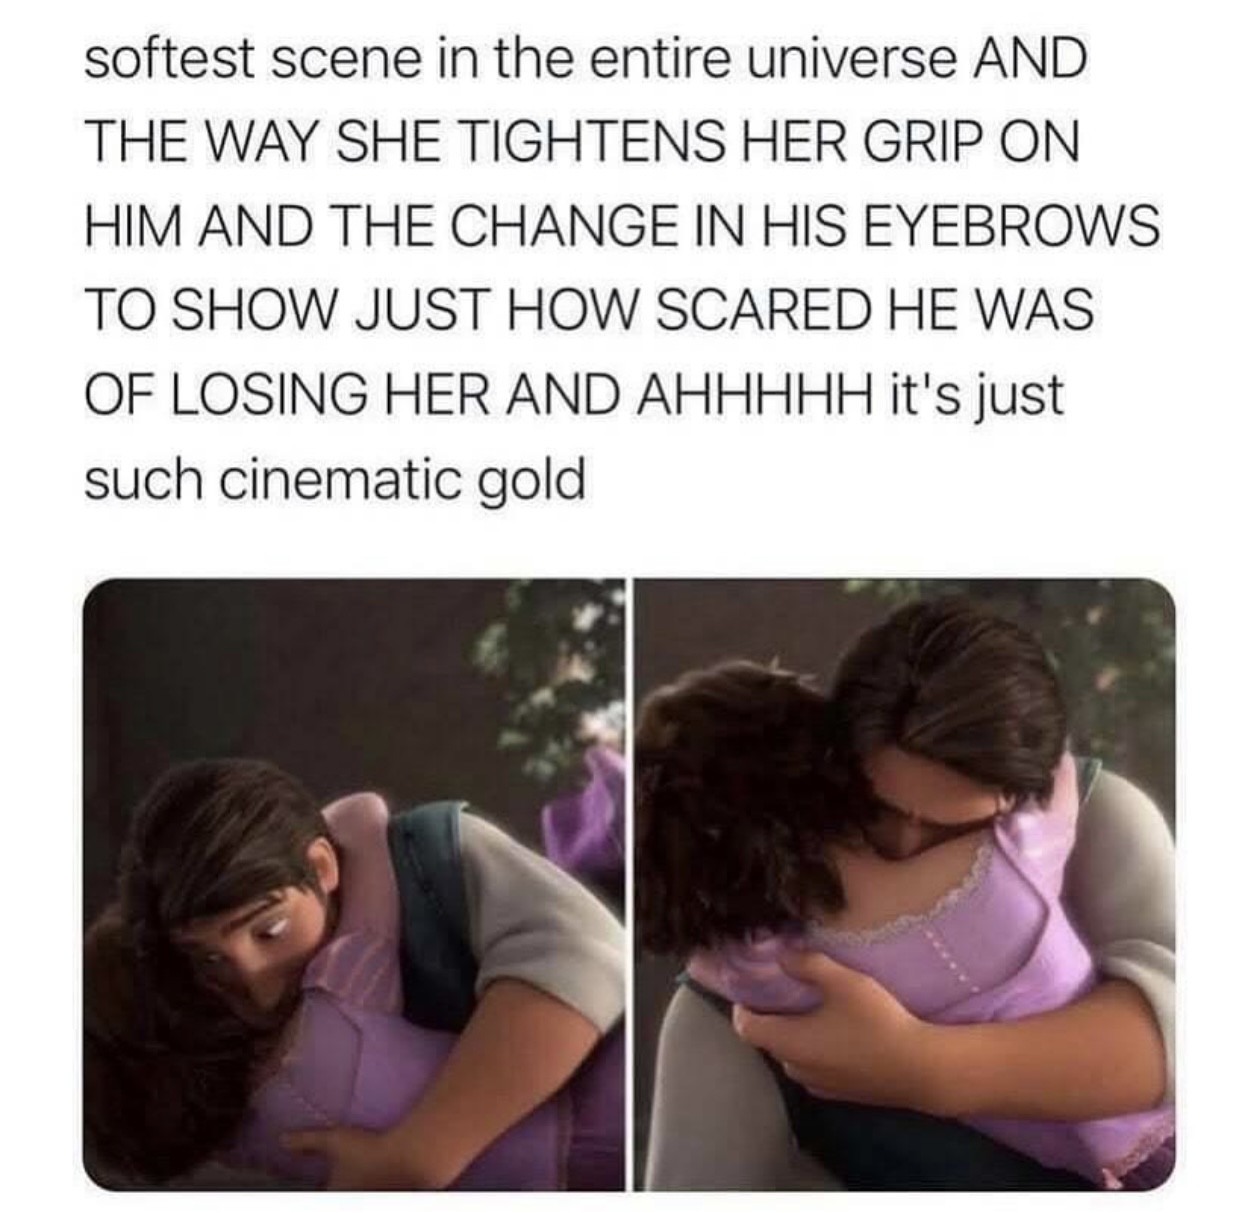 softest scene in the entire universe AND
THE WAY SHE TIGHTENS HER GRIP ON
HIM AND THE CHANGE IN HIS EYEBROWS
TO SHOW JUST HOW SCARED HE WAS
OF LOSING HER AND AHHHHH it's just
such cinematic gold